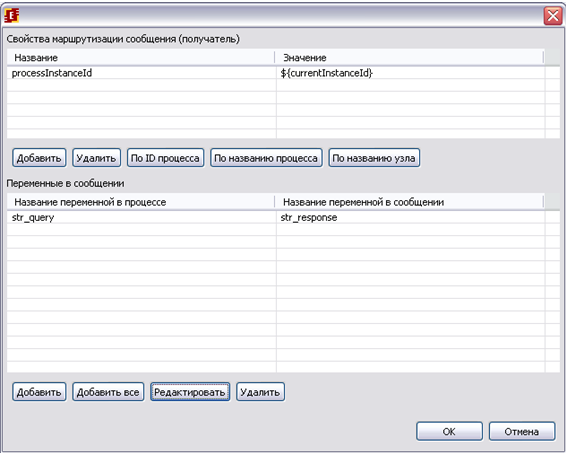 E
Свойства маршрутизации сообщения (получатель)
Название Значение
processInstanceId ${currentInstanceId}
Добавить Удалить По ID процесса По названию процесса По названию узла
Переменные в сообщении
Название переменной в процессе Название переменной в сообщении
str_query str_response
Добавить Добавить все Редактировать Удалить
OK Отмена